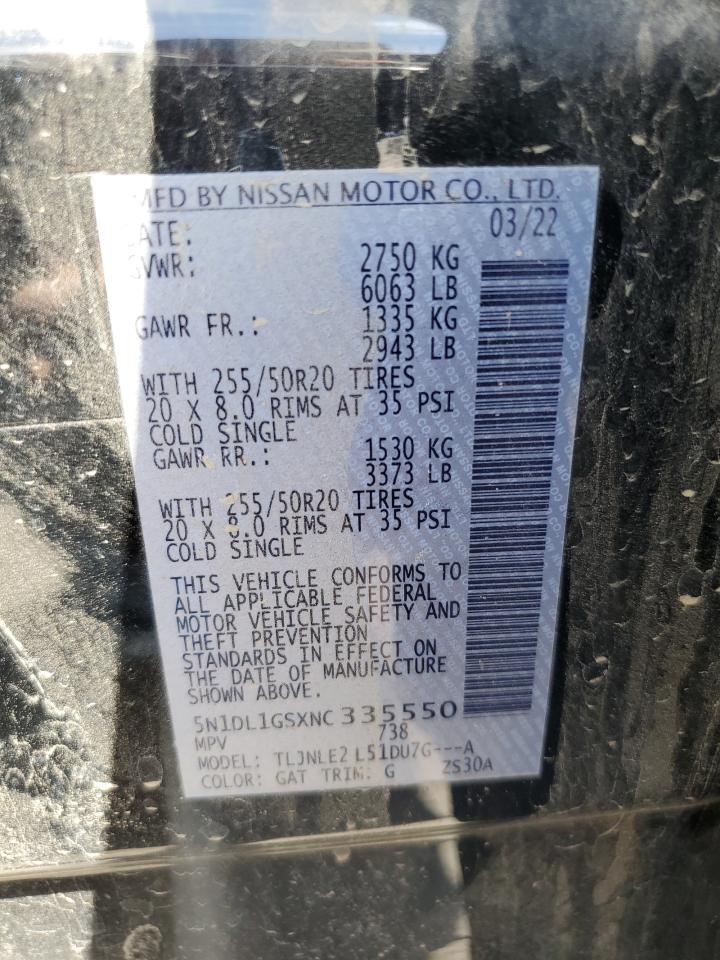 MFD BY NISSAN MOTOR CO., LTD.
DATE: 03/22
GVWR: 2750 KG
6063 LB
GAWR FR.: 1335 KG
2943 LB
WITH 255/50R20 TIRES
20 X 8.0 RIMS AT 35 PSI
COLD SINGLE
GAWR RR.: 1530 KG
3373 LB
WITH 255/50R20 TIRES
20 X 8.0 RIMS AT 35 PSI
COLD SINGLE
THIS VEHICLE CONFORMS TO
ALL APPLICABLE FEDERAL
MOTOR VEHICLE SAFETY AND
THEFT PREVENTION
STANDARDS IN EFFECT ON
THE DATE OF MANUFACTURE
SHOWN ABOVE.
5N1DL1GSXNC335550
MPV 738
MODEL: TLJNLE2 L51DU7G---A
COLOR: GAT TRIM: G ZS30A